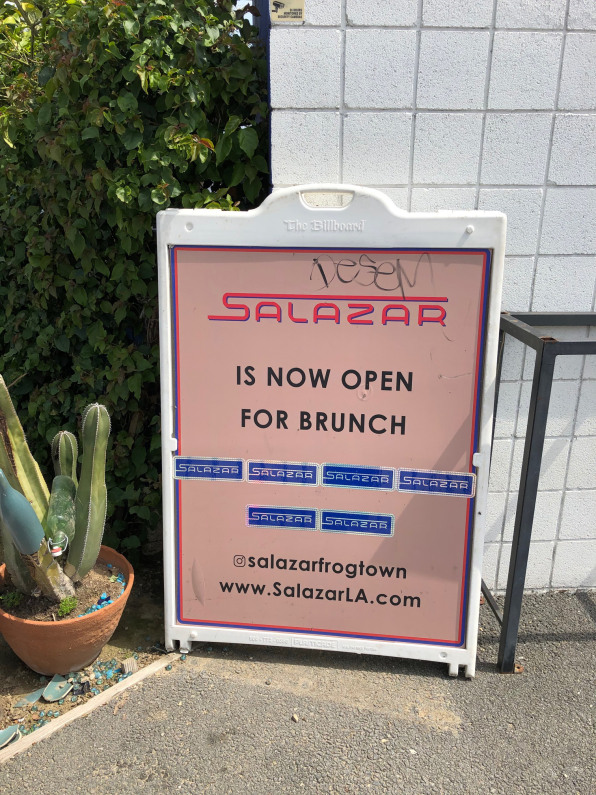 The Billboard
SALAZAR
IS NOW OPEN
FOR BRUNCH
SALAZAR SALAZAR SALAZAR SALAZAR
SALAZAR SALAZAR
@salazarfrogtown
www.SalazarLA.com